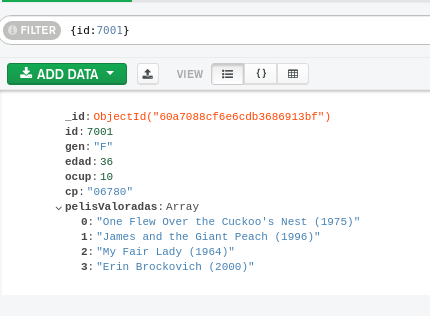 FILTER {id:7001}
ADD DATA VIEW {}
_id:ObjectId("60a7088cf6e6cdb3686913bf")
id:7001
gen:"F"
edad:36
ocup:10
cp:"06780"
pelisValoradas:Array
0:"One Flew Over the Cuckoo's Nest (1975)"
1:"James and the Giant Peach (1996)"
2:"My Fair Lady (1964)"
3:"Erin Brockovich (2000)"